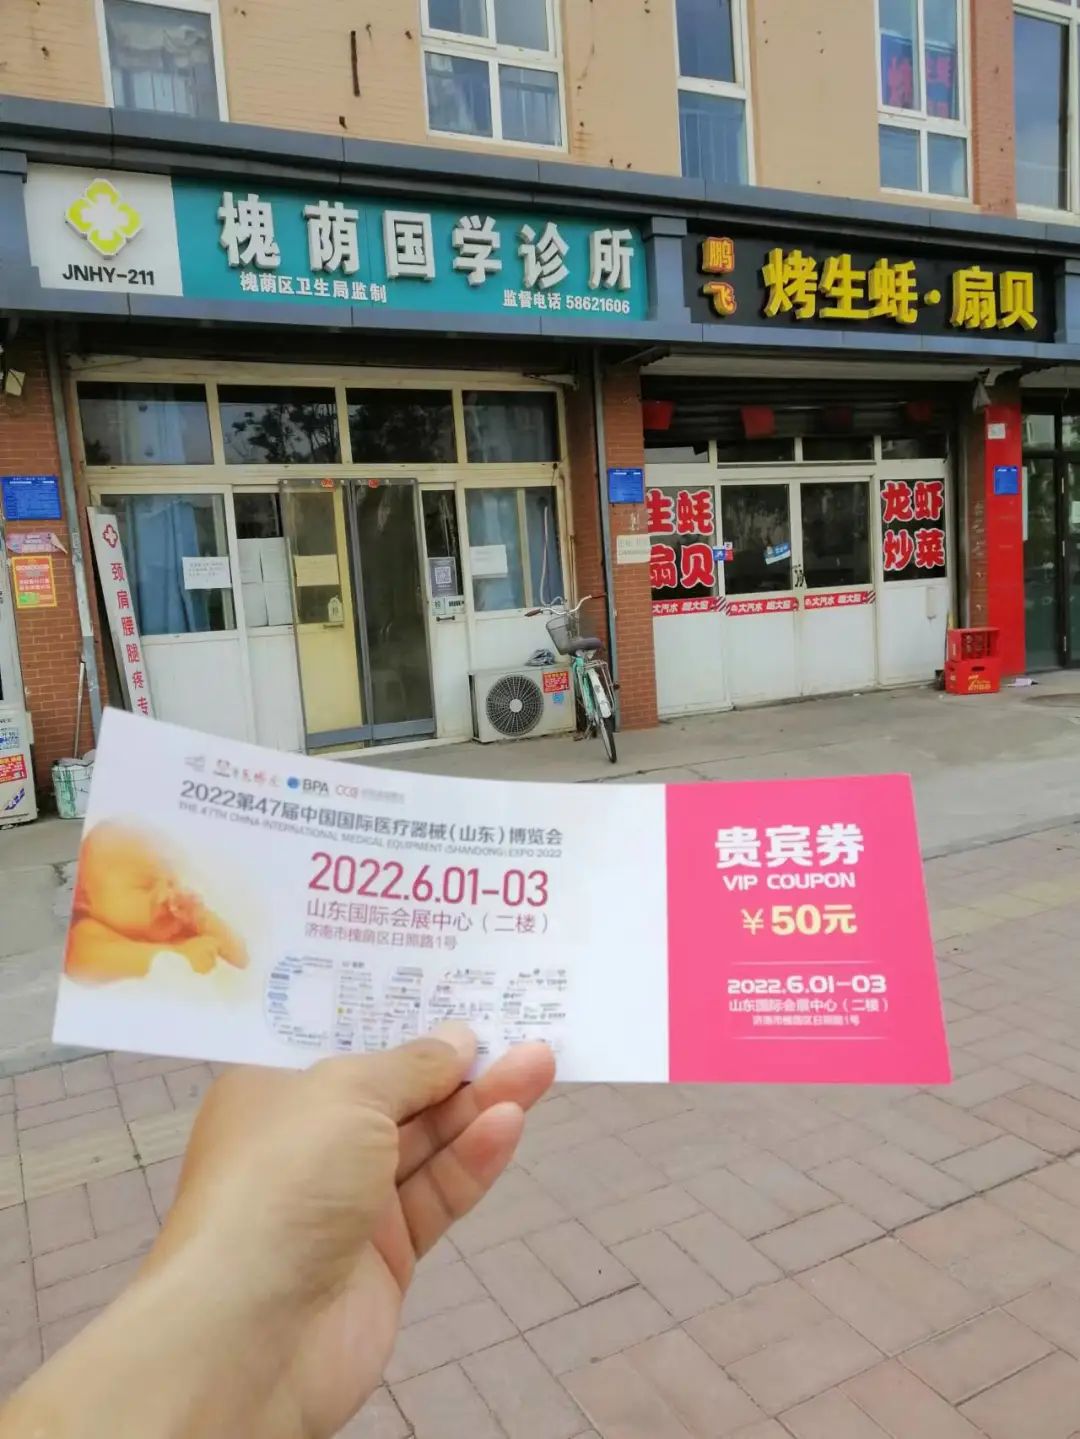 JNHY-211
槐荫国学诊所
槐荫区卫生局监制
监督电话 58621606
鹏飞
烤生蚝·扇贝
生蚝
扇贝
龙虾
炒菜
颈肩腰腿疼专
BPA
2022第47届中国国际医疗器械(山东)博览会
THE 47TH CHINA INTERNATIONAL MEDICAL EQUIPMENT (SHANDONG) EXPO 2022
2022.6.01-03
山东国际会展中心(二楼)
济南市槐荫区日照路1号
贵宾券
VIP COUPON
￥50元
2022.6.01-03
山东国际会展中心(二楼)
济南市槐荫区日照路1号